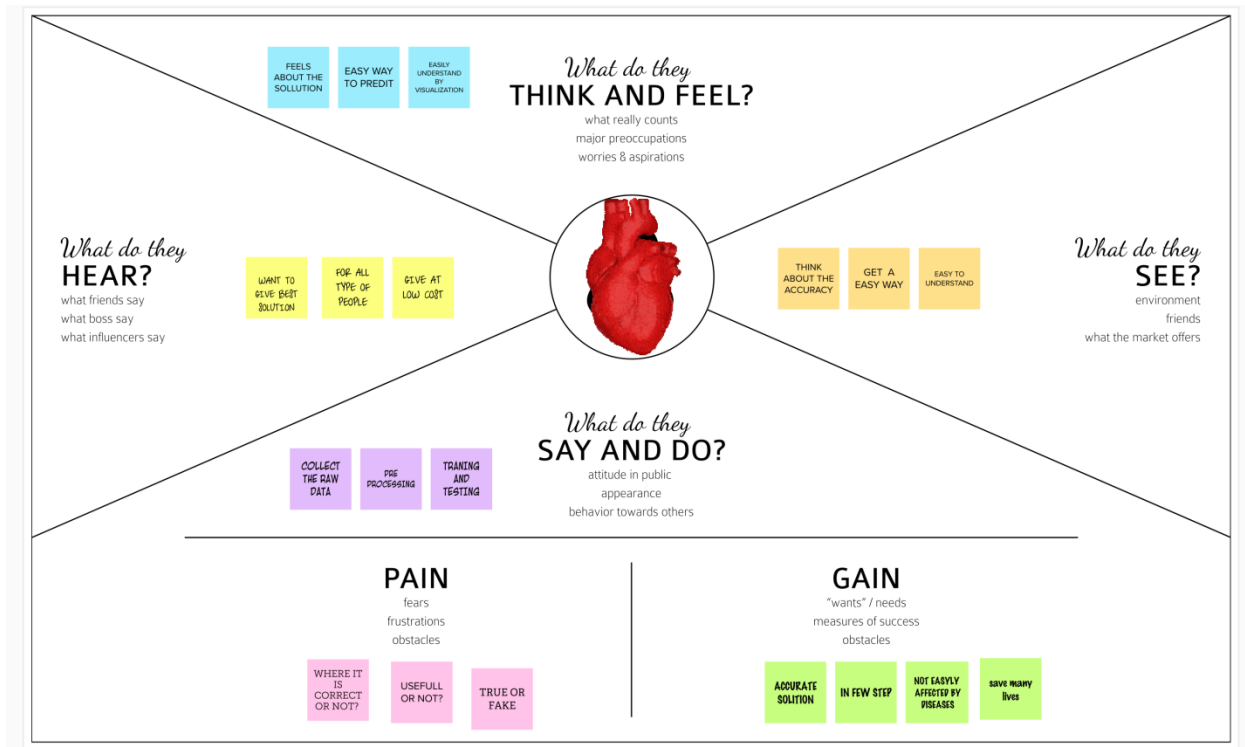 FEELS
ABOUT THE
SOLLUTION
EASY WAY
TO PREDIT
EASILY
UNDERSTAND
BY
VISUALIZATION
What do they
THINK AND FEEL?
what really counts
major preoccupations
worries & aspirations
What do they
HEAR?
what friends say
what boss say
what influencers say
WANT TO
GIVE BEST
SOLUTION
FOR ALL
TYPE OF
PEOPLE
GIVE AT
LOW COST
THINK
ABOUT THE
ACCURACY
GET A
EASY WAY
EASY TO
UNDERSTAND
What do they
SEE?
environment
friends
what the market offers
What do they
SAY AND DO?
attitude in public
appearance
behavior towards others
COLLECT
THE RAW
DATA
PRE
PROCESSING
TRANING
AND
TESTING
PAIN
fears
frustrations
obstacles
WHERE IT
IS
CORRECT
OR NOT?
USEFULL
OR NOT?
TRUE OR
FAKE
GAIN
"wants" / needs
measures of success
obstacles
ACCURATE
SOLITION
IN FEW STEP
NOT EASYLY
AFFECTED BY
DISEASES
save many
lives